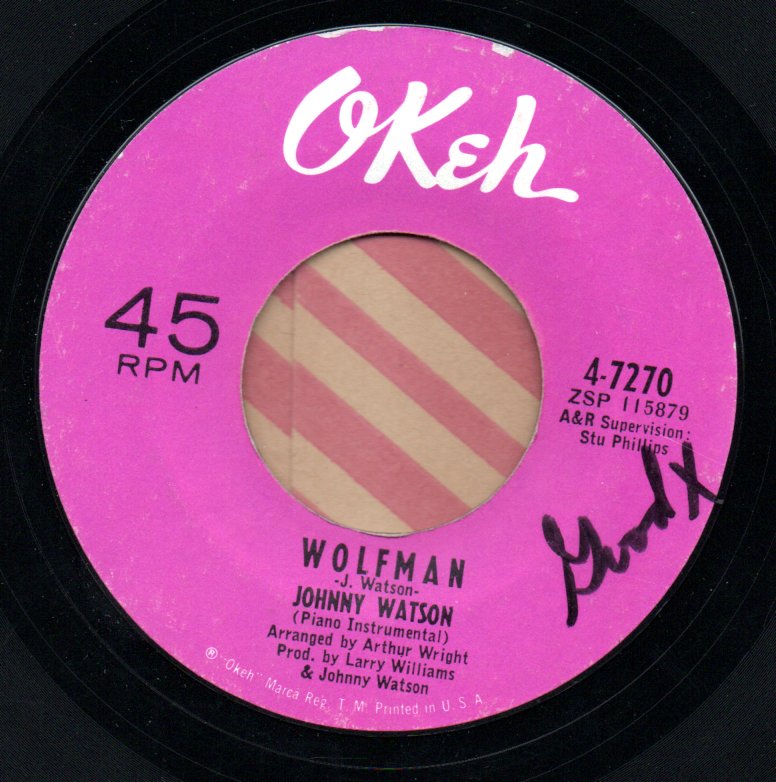 OKeh
45
RPM
4-7270
ZSP 115879
A&R Supervision:
Stu Phillips
Good X
WOLFMAN
-J. Watson-
JOHNNY WATSON
(Piano Instrumental)
Arranged by Arthur Wright
Prod. by Larry Williams
& Johnny Watson
® "Okeh" Marca Reg. T. M. Printed in U. S. A.